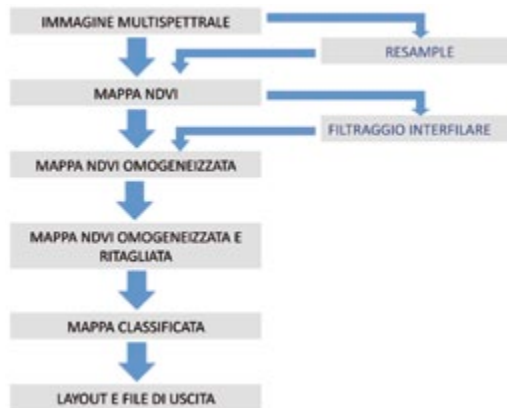 IMMAGINE MULTISPETTRALE
RESAMPLE
MAPPA NDVI
FILTRAGGIO INTERFILARE
MAPPA NDVI OMOGENEIZZATA
MAPPA NDVI OMOGENEIZZATA E
RITAGLIATA
MAPPA CLASSIFICATA
LAYOUT E FILE DI USCITA